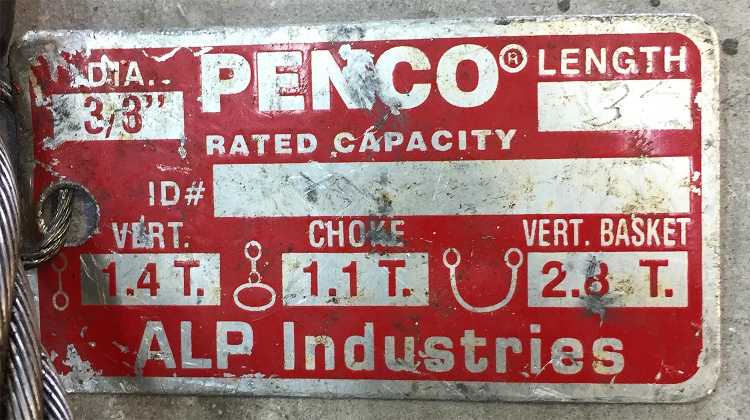 DIA.
PENCO®
LENGTH
3/8"
3
RATED CAPACITY
ID#
VERT.
CHOKE
VERT. BASKET
1.4 T.
1.1 T.
2.8 T.
ALP Industries